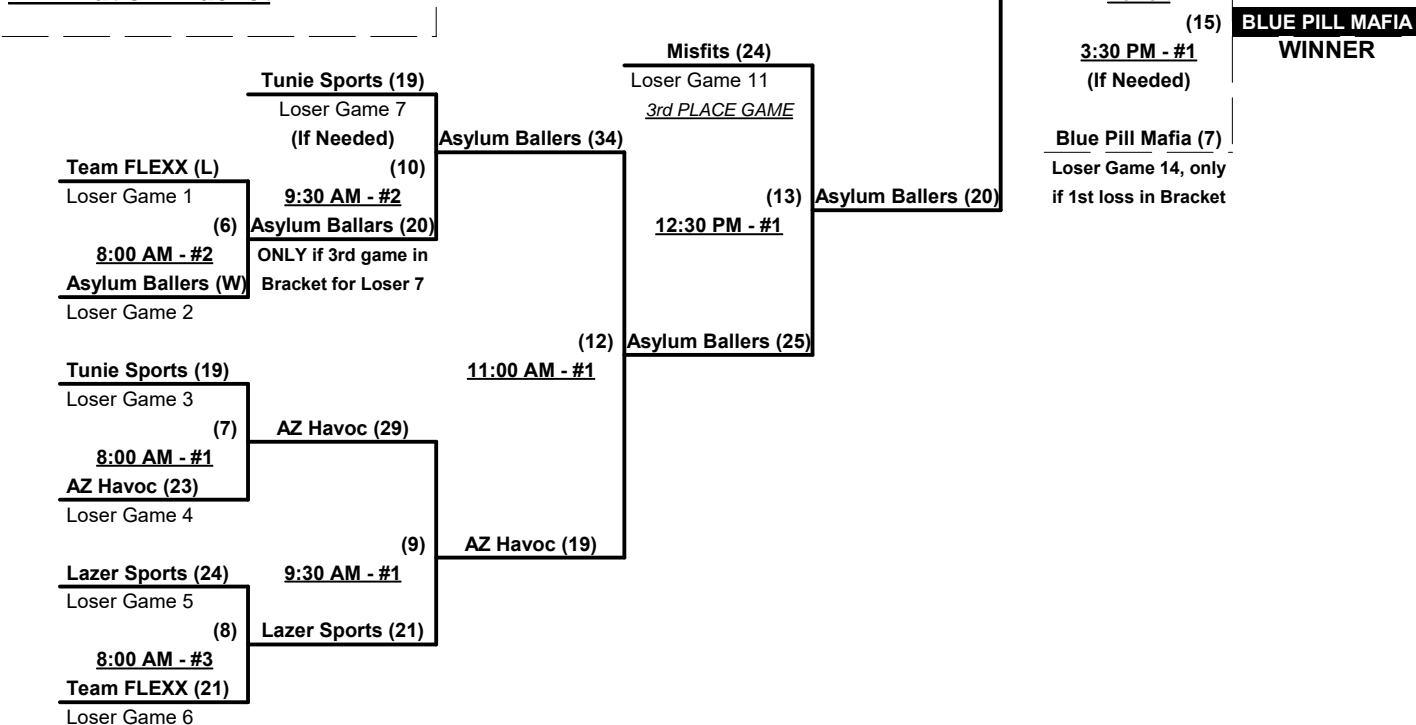 (15) BLUE PILL MAFIA
Misfits (24)
3:30 PM - #1
WINNER
Tunie Sports (19)
Loser Game 11
(If Needed)
Loser Game 7
3rd PLACE GAME
(If Needed)
Asylum Ballers (34)
Blue Pill Mafia (7)
Team FLEXX (L)
(10)
Loser Game 14, only
Loser Game 1
9:30 AM - #2
(13)
Asylum Ballers (20)
if 1st loss in Bracket
(6)
Asylum Ballars (20)
12:30 PM - #1
8:00 AM - #2
ONLY if 3rd game in
Asylum Ballers (W)
Bracket for Loser 7
Loser Game 2
(12)
Asylum Ballers (25)
Tunie Sports (19)
11:00 AM - #1
Loser Game 3
(7)
AZ Havoc (29)
8:00 AM - #1
AZ Havoc (23)
Loser Game 4
(9)
AZ Havoc (19)
Lazer Sports (24)
9:30 AM - #1
Loser Game 5
(8)
Lazer Sports (21)
8:00 AM - #3
Team FLEXX (21)
Loser Game 6